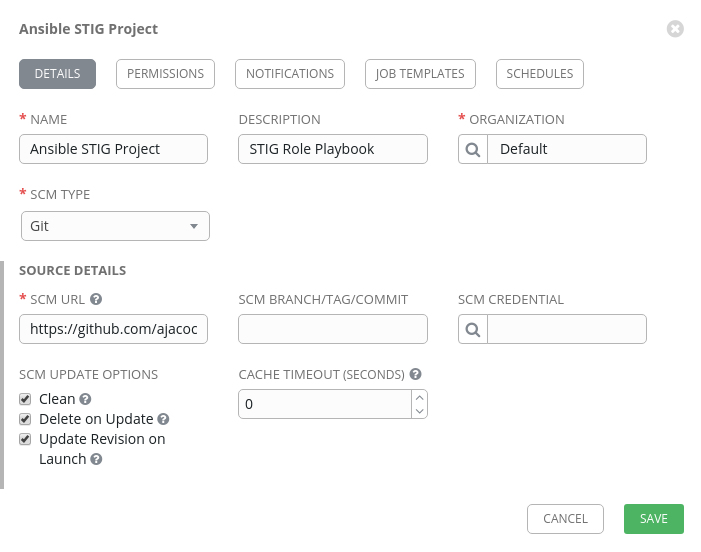 Ansible STIG Project
DETAILS PERMISSIONS NOTIFICATIONS JOB TEMPLATES SCHEDULES
* NAME DESCRIPTION * ORGANIZATION
Ansible STIG Project STIG Role Playbook Default
* SCM TYPE
Git
SOURCE DETAILS
* SCM URL ? SCM BRANCH/TAG/COMMIT SCM CREDENTIAL
https://github.com/ajacoc
SCM UPDATE OPTIONS CACHE TIMEOUT (SECONDS) ?
Clean ? 0
Delete on Update ?
Update Revision on
Launch ?
CANCEL SAVE